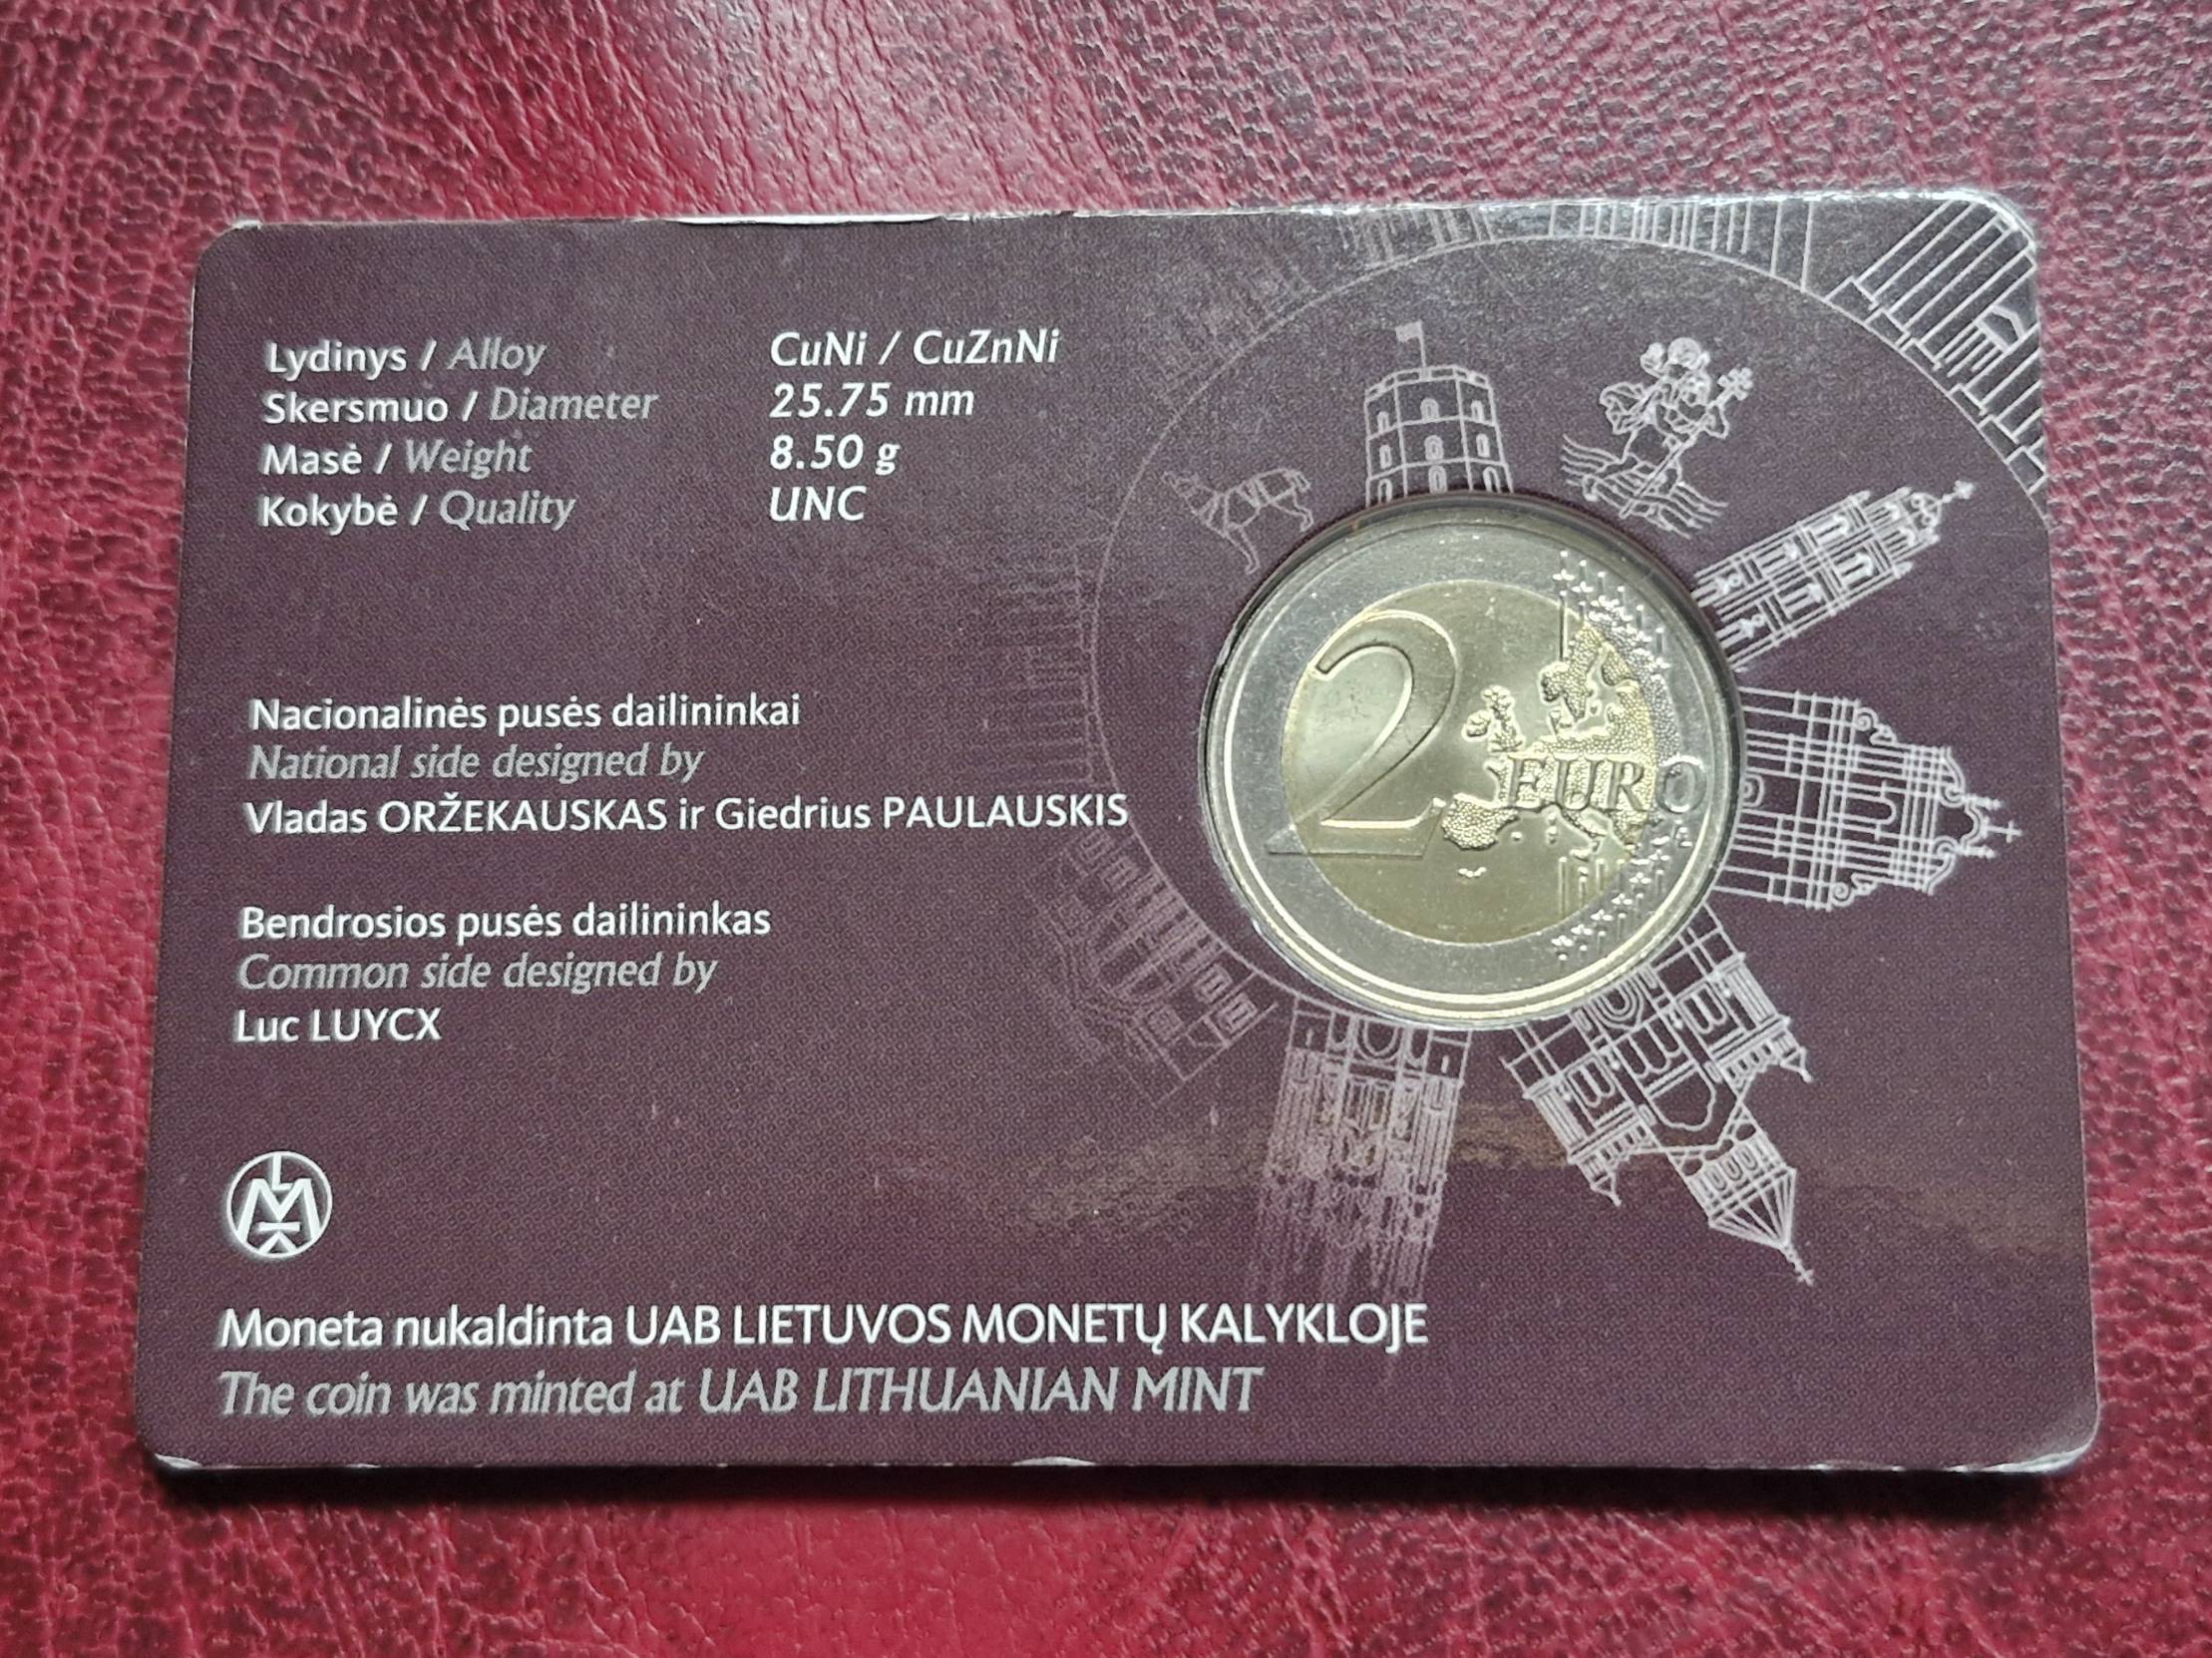 Lydinys / Alloy CuNi / CuZnNi
Skersmuo / Diameter 25.75 mm
Masė / Weight 8.50 g
Kokybė / Quality UNC
Nacionalinės pusės dailininkai
National side designed by
Vladas ORŽEKAUSKAS ir Giedrius PAULAUSKIS
Bendrosios pusės dailininkas
Common side designed by
Luc LUYCX
LM
Moneta nukaldinta UAB LIETUVOS MONETŲ KALYKLOJE
The coin was minted at UAB LITHUANIAN MINT
2 EURO